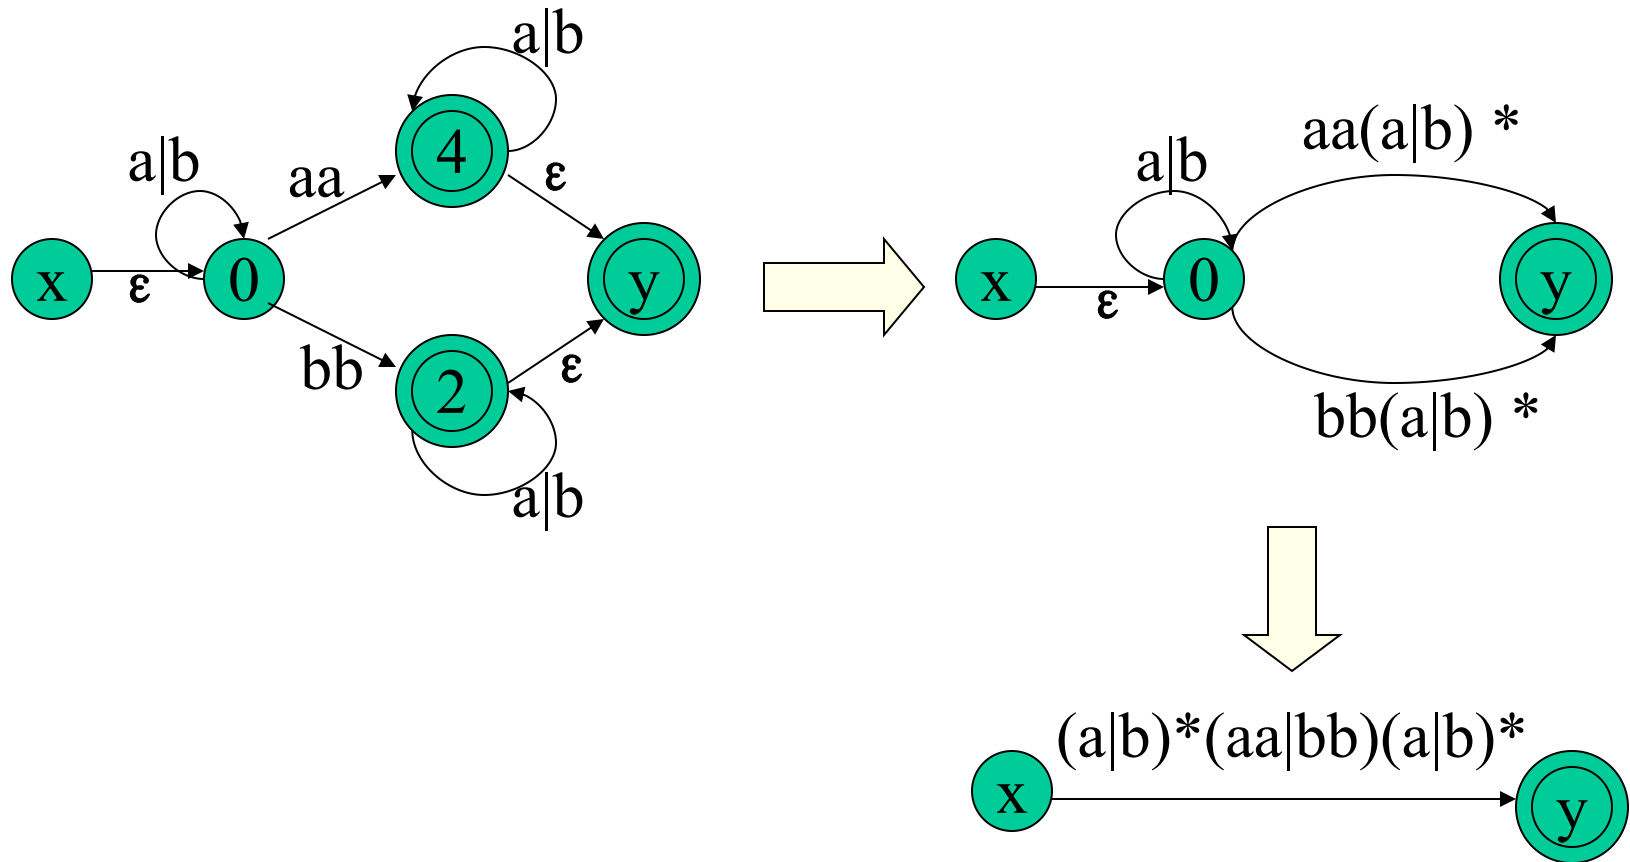 a|b
4
a|b
aa
ε
x
ε
0
y
bb
2
ε
a|b
a|b
aa(a|b) *
x
ε
0
y
bb(a|b) *
(a|b)*(aa|bb)(a|b)*
x
y